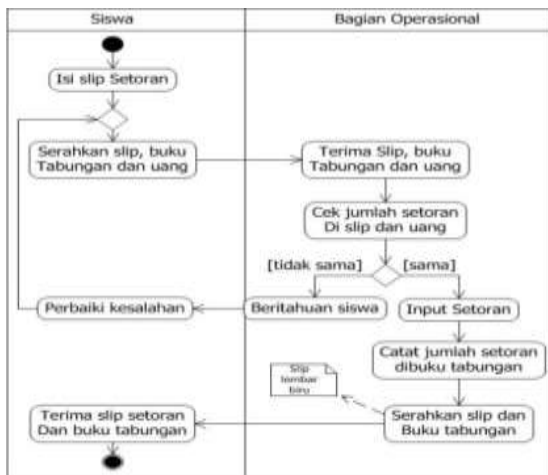 Siswa
Bagian Operasional
Isi slip Setoran
Serahkan slip, buku
Tabungan dan uang
Terima Slip, buku
Tabungan dan uang
Cek jumlah setoran
Di slip dan uang
[tidak sama]
[sama]
Perbaiki kesalahan
Beritahuan siswa
Input Setoran
Catat jumlah setoran
dibuku tabungan
Slip
lembar
biru
Terima slip setoran
Dan buku tabungan
Serahkan slip dan
Buku tabungan